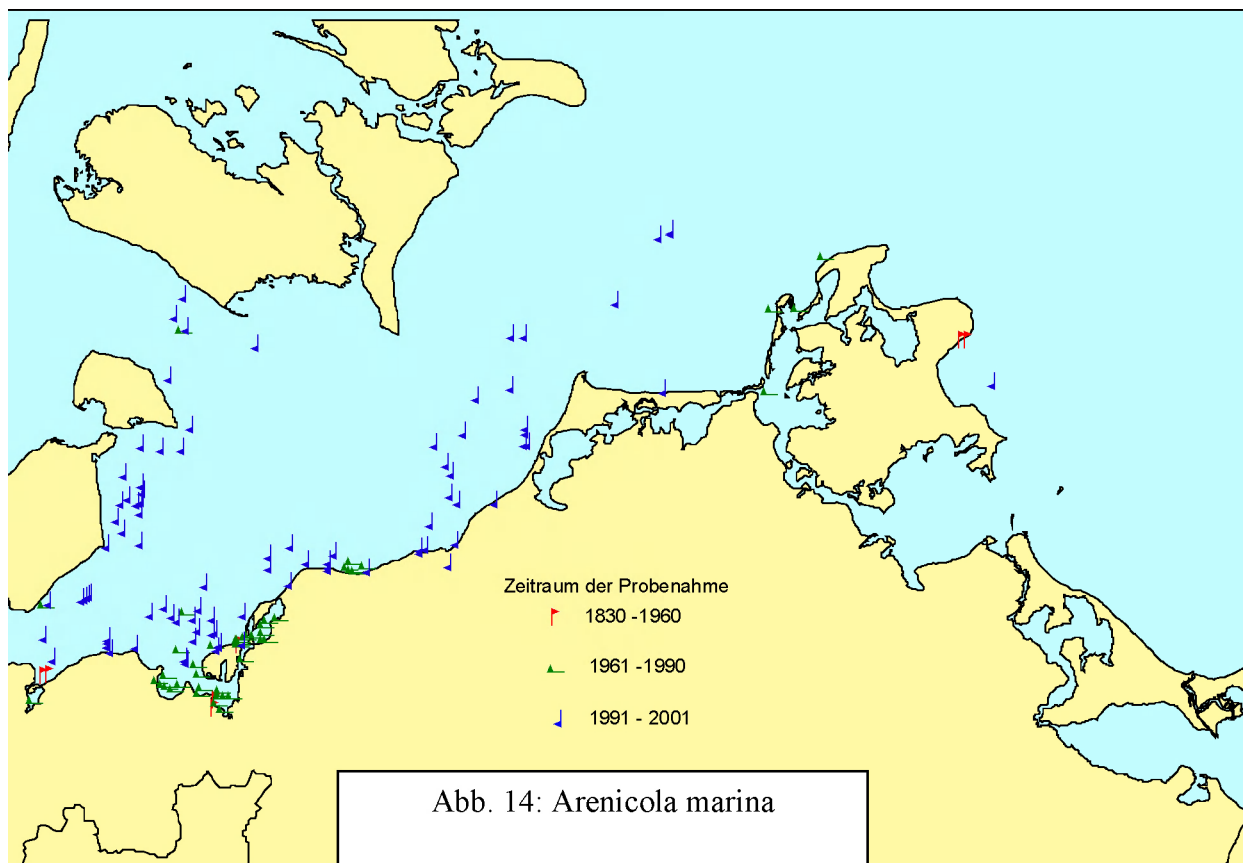 Zeitraum der Probenahme
1830 -1960
1961 -1990
1991 - 2001
Abb. 14: Arenicola marina